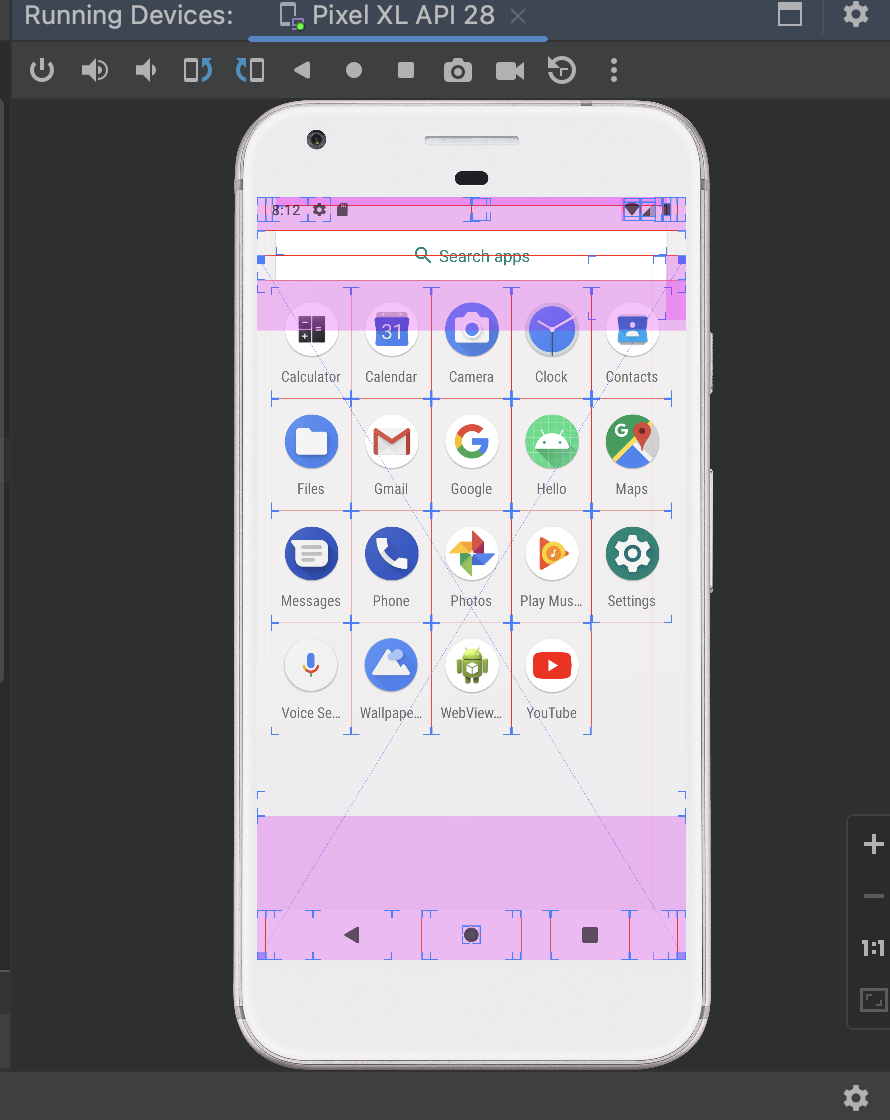 Running Devices: Pixel XL API 28
8:12
Search apps
31
Calculator Calendar Camera Clock Contacts
G
Files Gmail Google Hello Maps
Messages Phone Photos Play Mus… Settings
Voice Se… Wallpape… WebView… YouTube
1:1